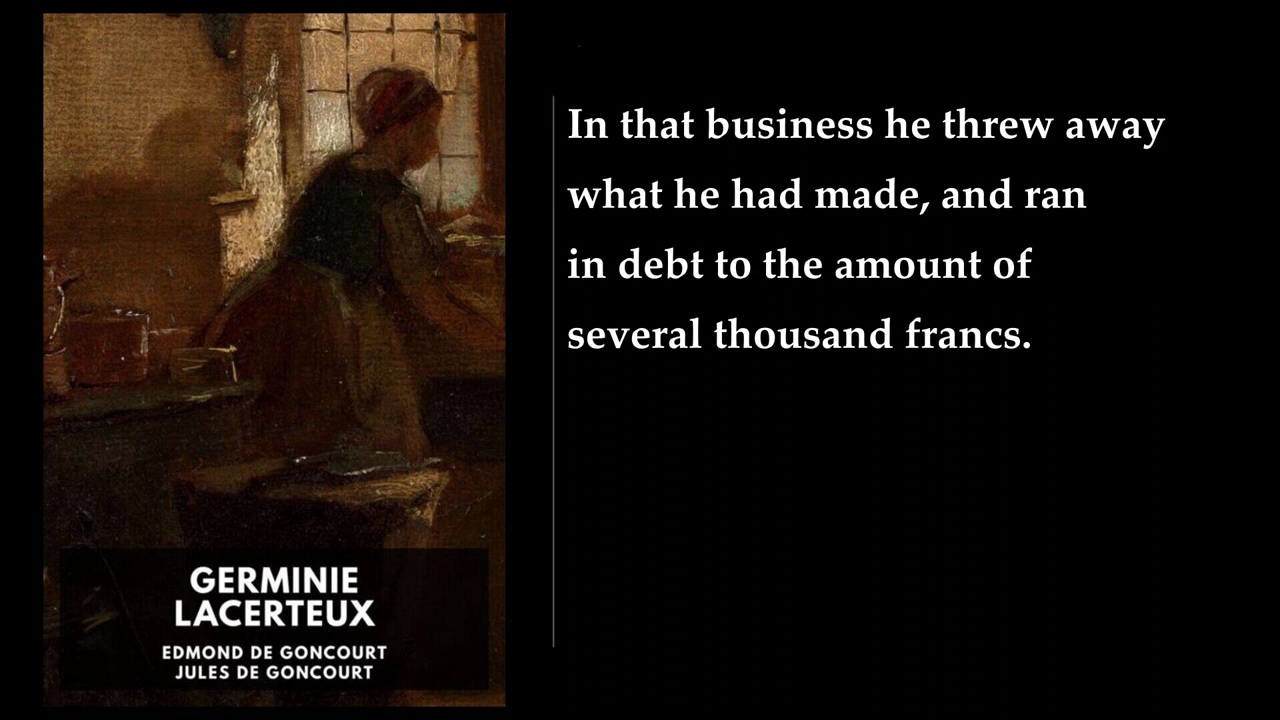 In that business he threw away
what he had made, and ran
in debt to the amount of
several thousand francs.
GERMINIE
LACERTEUX
EDMOND DE GONCOURT
JULES DE GONCOURT